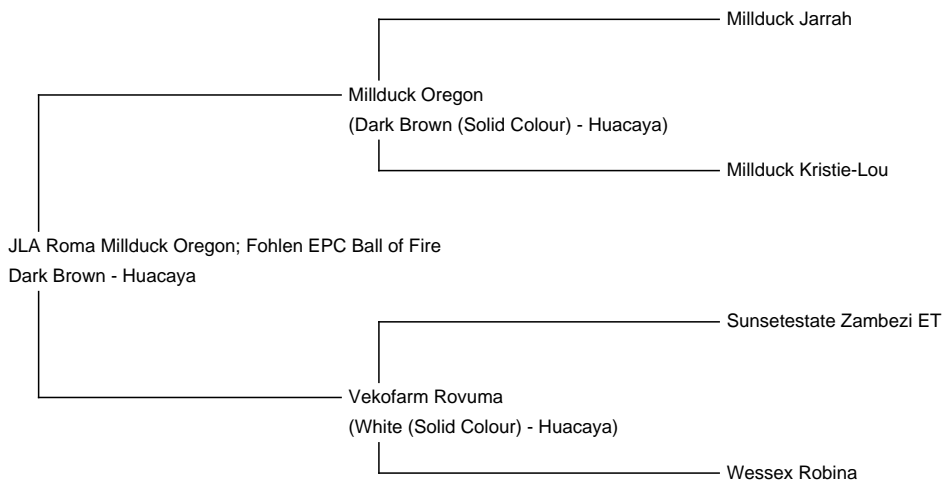 Millduck Jarrah
Millduck Oregon
(Dark Brown (Solid Colour) - Huacaya)
Millduck Kristie-Lou
JLA Roma Millduck Oregon; Fohlen EPC Ball of Fire
Dark Brown - Huacaya
Sunsetestate Zambezi ET
Vekofarm Rovuma
(White (Solid Colour) - Huacaya)
Wessex Robina